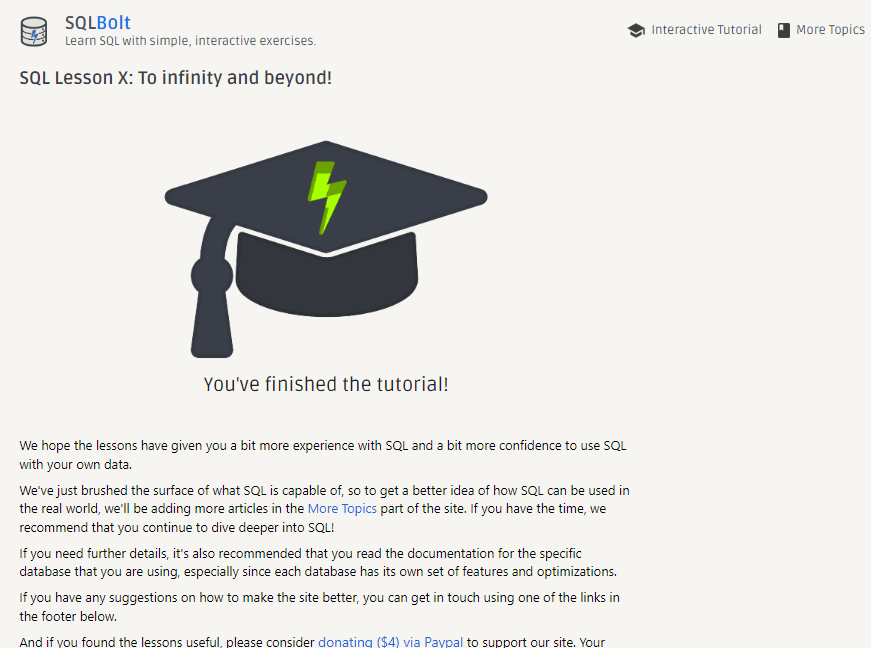 SQLBolt
Learn SQL with simple, interactive exercises.
Interactive Tutorial
More Topics
SQL Lesson X: To infinity and beyond!
You've finished the tutorial!
We hope the lessons have given you a bit more experience with SQL and a bit more confidence to use SQL
with your own data.
We've just brushed the surface of what SQL is capable of, so to get a better idea of how SQL can be used in
the real world, we'll be adding more articles in the More Topics part of the site. If you have the time, we
recommend that you continue to dive deeper into SQL!
If you need further details, it's also recommended that you read the documentation for the specific
database that you are using, especially since each database has its own set of features and optimizations.
If you have any suggestions on how to make the site better, you can get in touch using one of the links in
the footer below.
And if you found the lessons useful, please consider donating ($4) via Paypal to support our site. Your